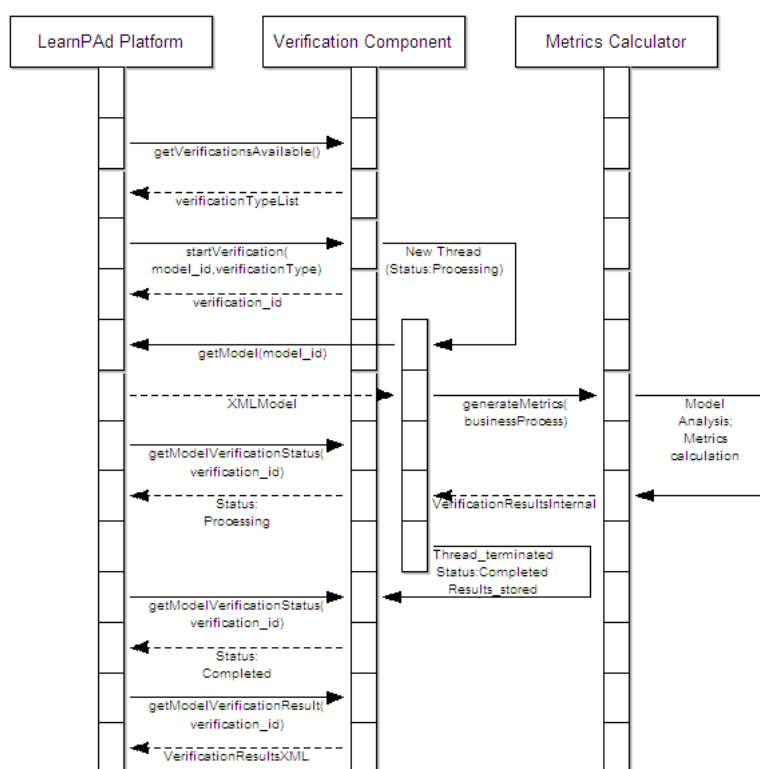 LearnPAd Platform
Verification Component
Metrics Calculator
getVerificationsAvailable()
verificationTypeList
startVerification(
model_id,verificationType)
New Thread
(Status:Processing)
verification_id
getModel(model_id)
XMLModel
generateMetrics(
businessProcess)
Model
Analysis;
Metrics
calculation
getModelVerificationStatus(
verification_id)
Status:
Processing
VerificationResultsInternal
Thread_terminated
Status:Completed
Results_stored
getModelVerificationStatus(
verification_id)
Status:
Completed
getModelVerificationResult(
verification_id)
VerificationResultsXML